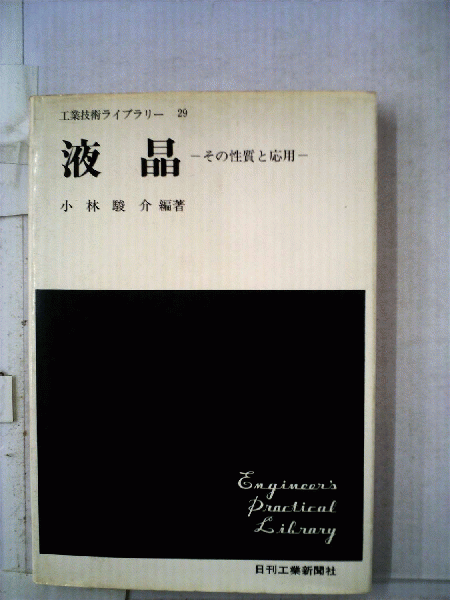 工業技術ライブラリー 29
液晶 －その性質と応用－
小林駿介編著
Engineer's
Practical
Library
日刊工業新聞社